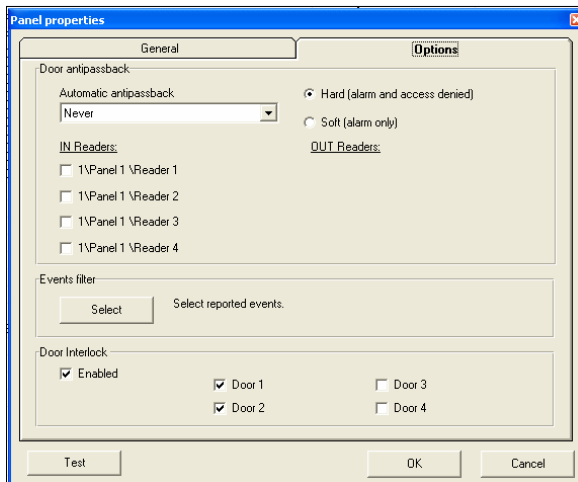 Panel properties
General
Options
Door antipassback
Automatic antipassback
Never
Hard (alarm and access denied)
Soft (alarm only)
IN Readers:
OUT Readers:
1\Panel 1 \Reader 1
1\Panel 1 \Reader 2
1\Panel 1 \Reader 3
1\Panel 1 \Reader 4
Events filter
Select
Select reported events.
Door Interlock
Enabled
Door 1
Door 3
Door 2
Door 4
Test
OK
Cancel